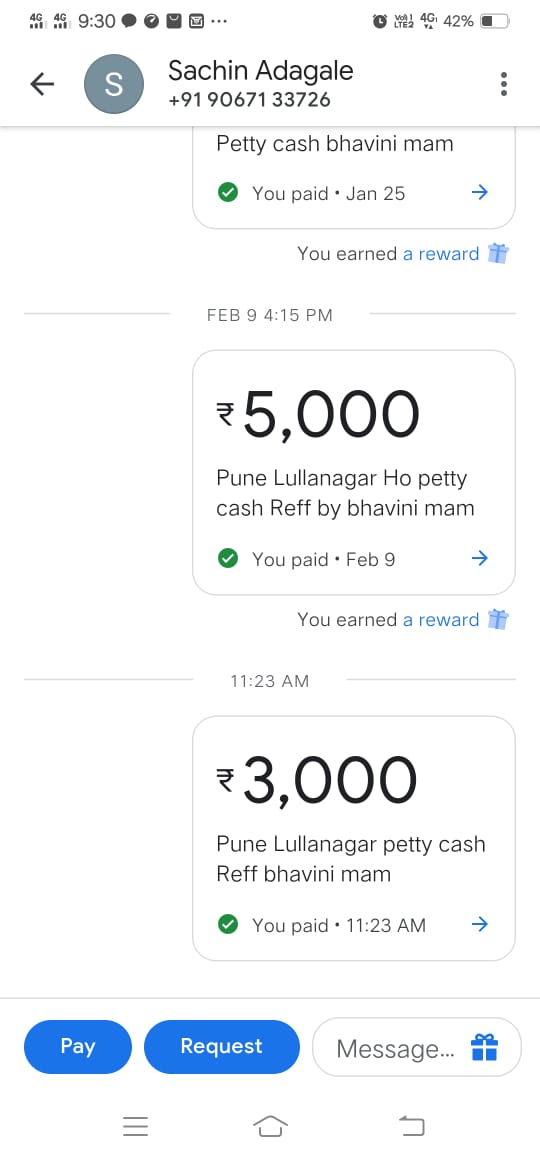 4G 4G 9:30 ... 4G 42%
S
Sachin Adagale
+91 90671 33726
Petty cash bhavini mam
You paid • Jan 25
You earned a reward
FEB 9 4:15 PM
₹5,000
Pune Lullanagar Ho petty
cash Reff by bhavini mam
You paid • Feb 9
You earned a reward
11:23 AM
₹3,000
Pune Lullanagar petty cash
Reff bhavini mam
You paid • 11:23 AM
Pay
Request
Message...